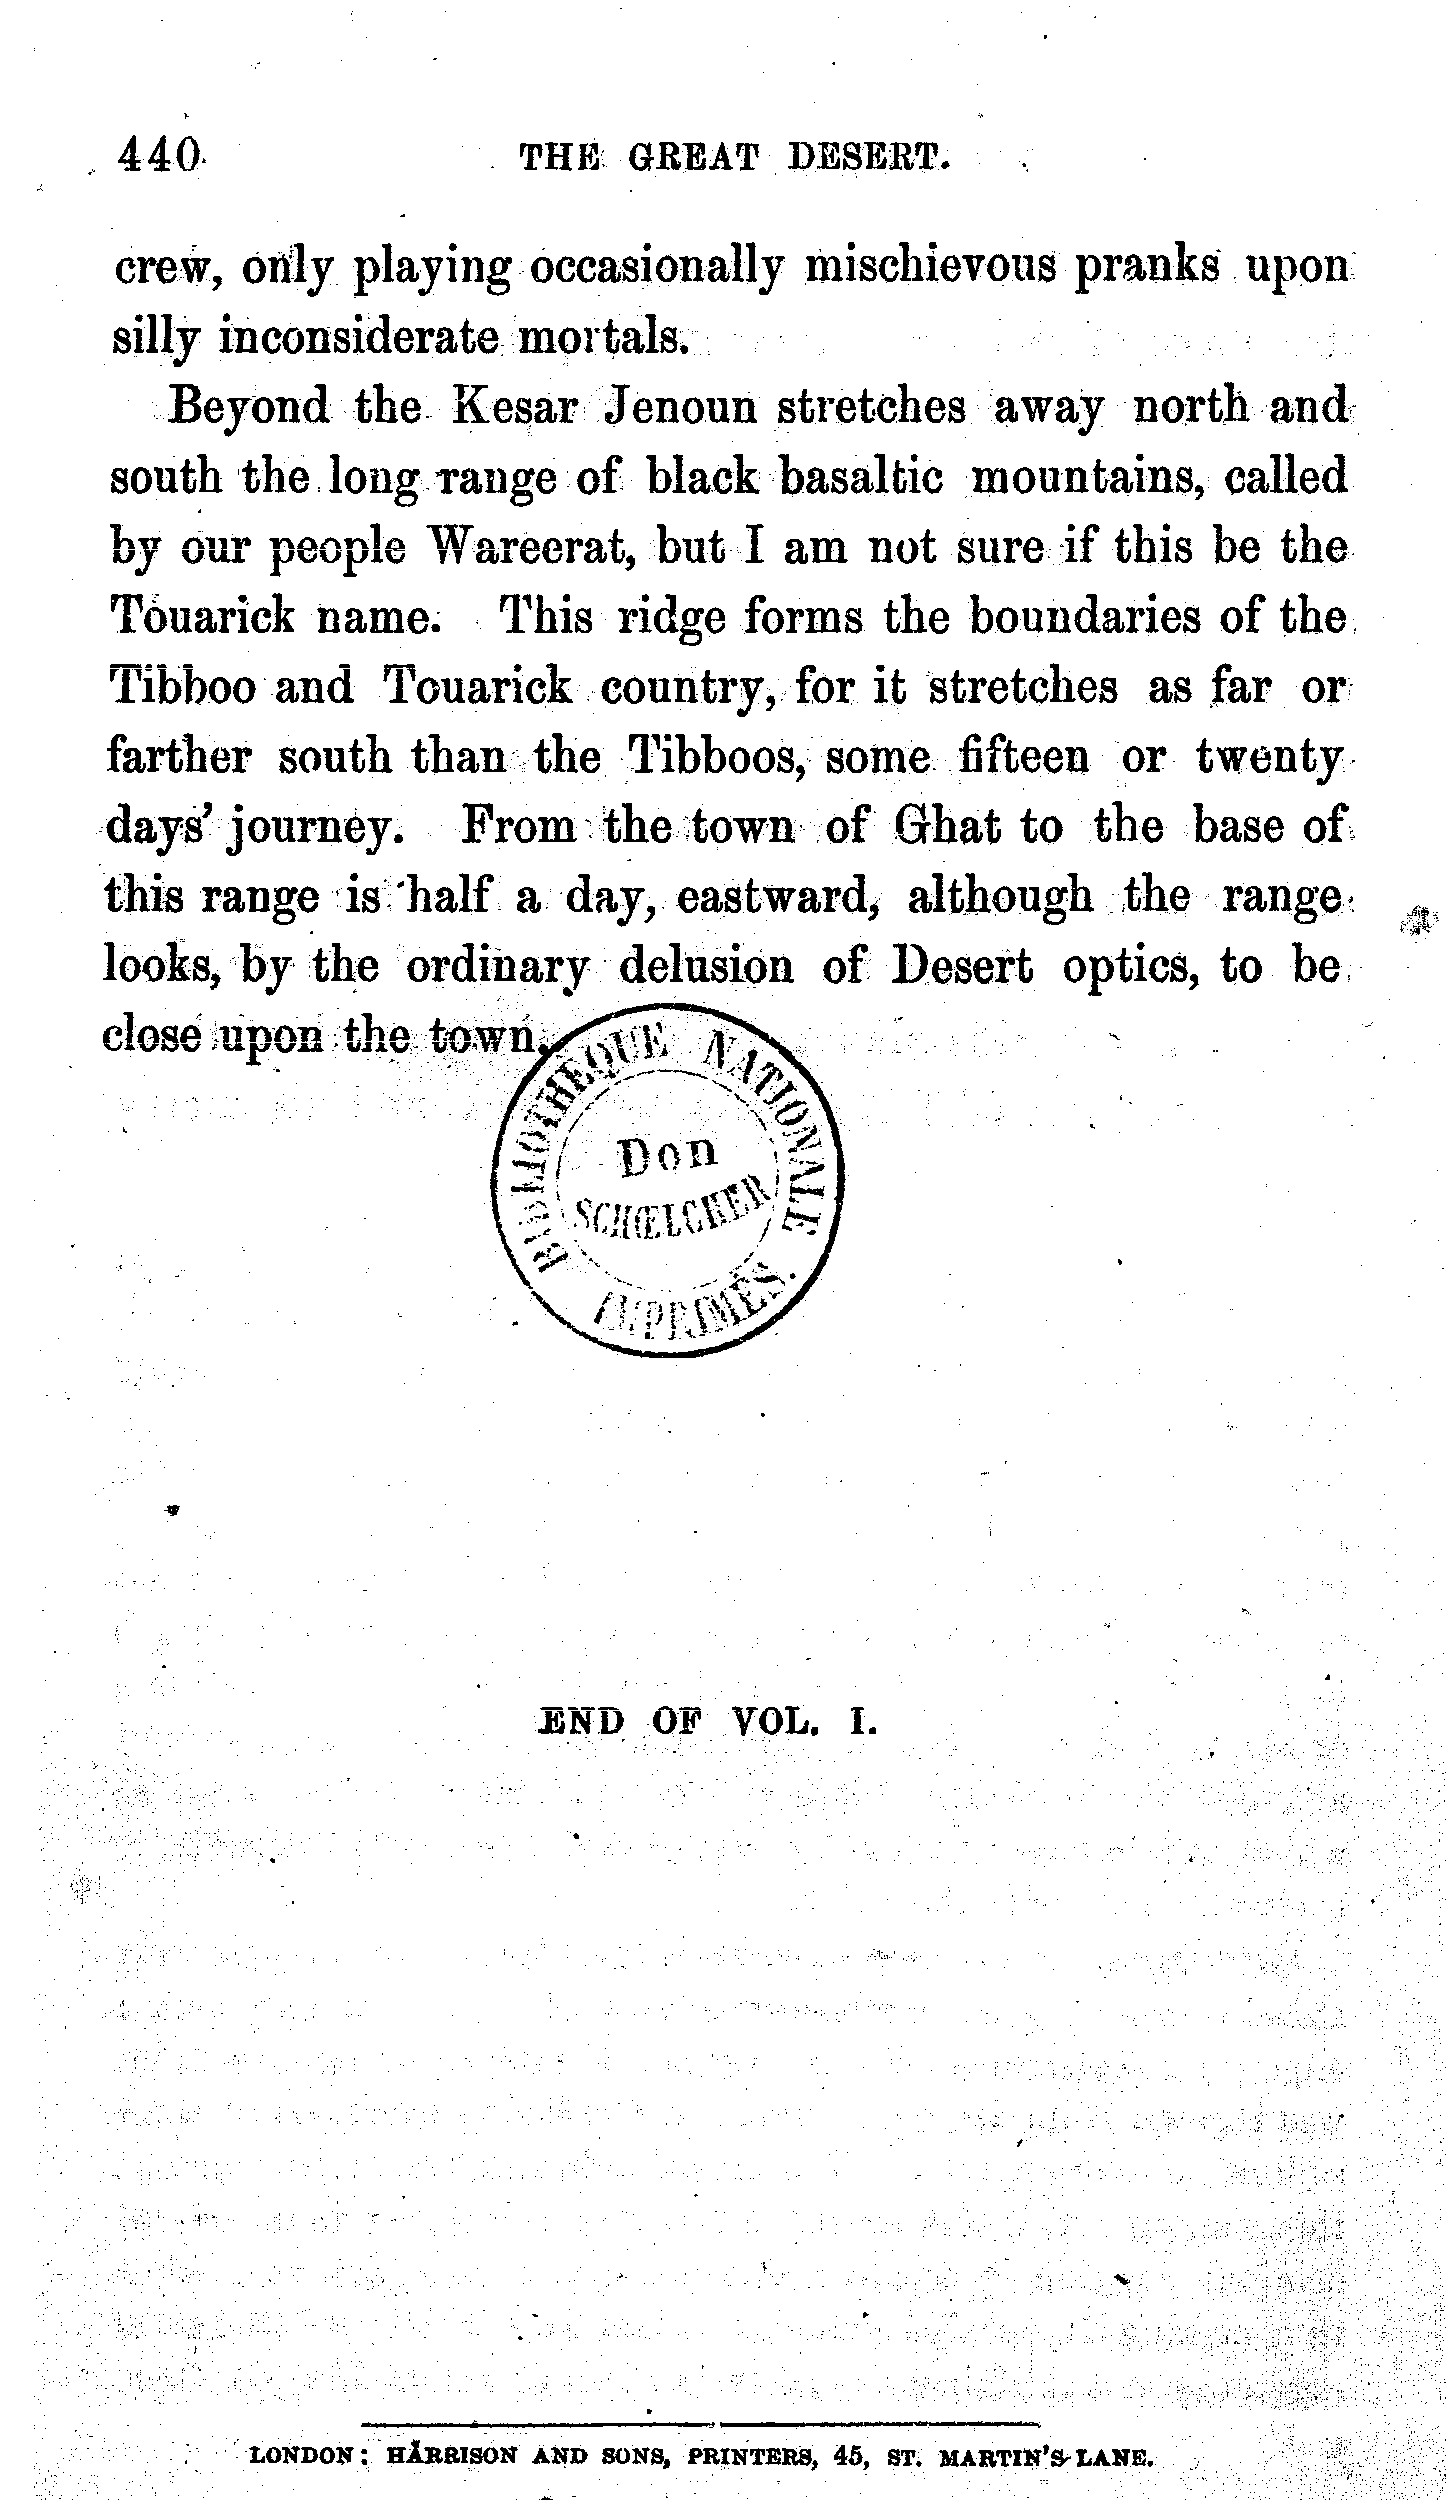 440 THE GREAT DESERT.
crew, only playing occasionally mischievous pranks upon
silly inconsiderate mortals.
Beyond the Kesar Jenoun stretches away north and
south the long range of black basaltic mountains, called
by our people Wareerat, but I am not sure if this be the
Touarick name. This ridge forms the boundaries of the
Tibboo and Touarick country, for it stretches as far or
farther south than the Tibboos, some fifteen or twenty
days' journey. From the town of Ghat to the base of
this range is half a day, eastward, although the range
looks, by the ordinary delusion of Desert optics, to be
close upon the town.
BIBLIOTHEQUE NATIONALE
Don
SCHŒLCHER
IMPRIMÉS.
END OF VOL. I.
LONDON: HARRISON AND SONS, PRINTERS, 45, ST. MARTIN'S LANE.